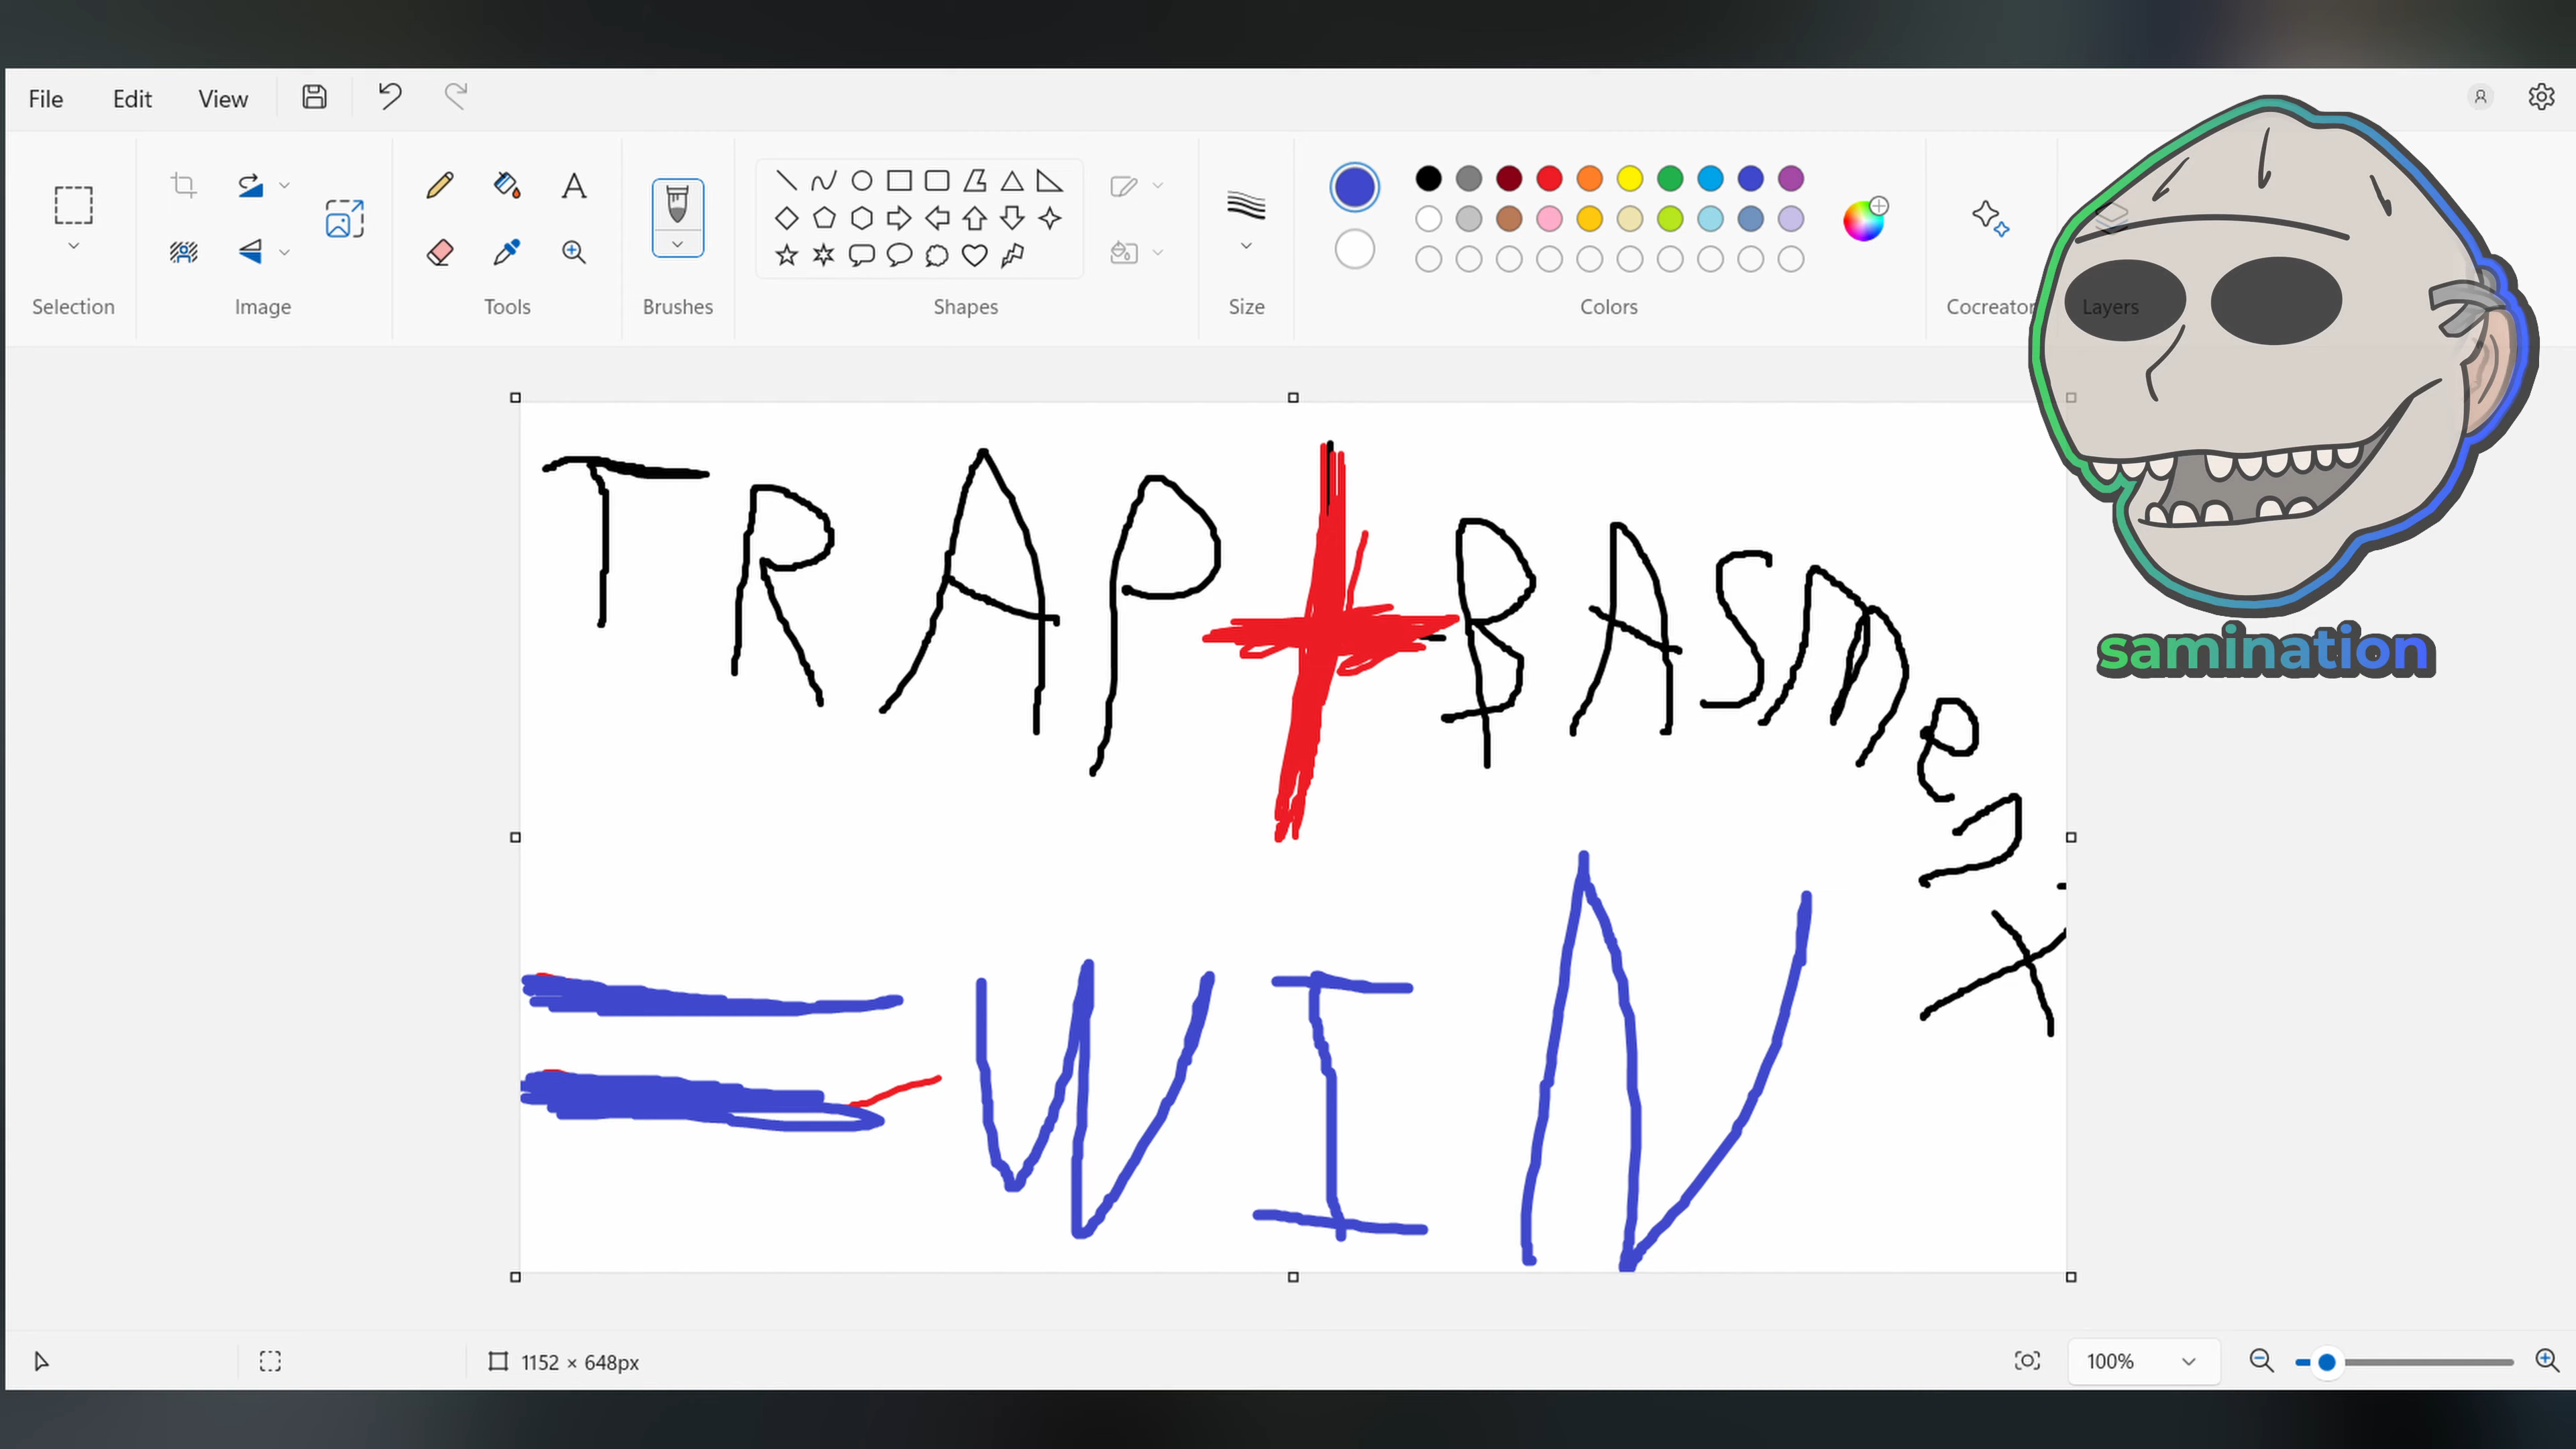 File Edit View
Selection Image Tools Brushes Shapes Size Colors Cocreator Layers
TRAP + BASMENT
= WIN
samination
1152 × 648px 100%